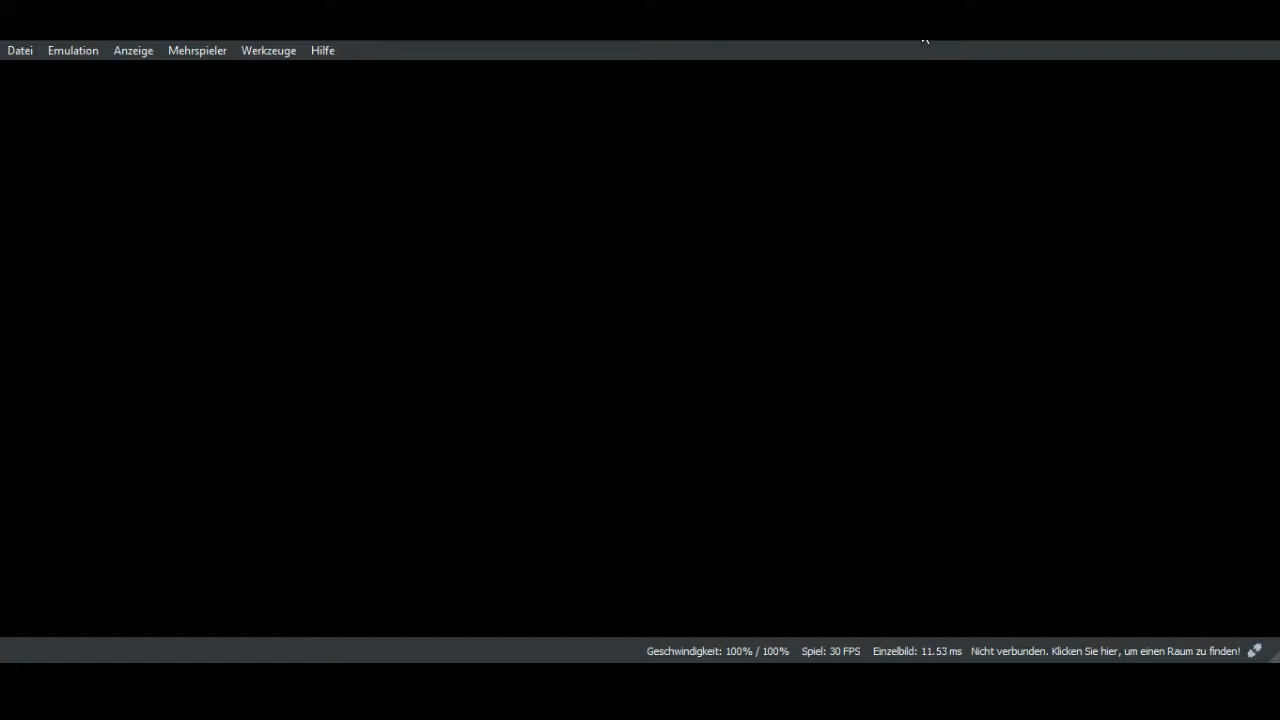 Datei Emulation Anzeige Mehrspieler Werkzeuge Hilfe
Geschwindigkeit: 100% / 100% Spiel: 30 FPS Einzelbild: 11.53 ms Nicht verbunden. Klicken Sie hier, um einen Raum zu finden!